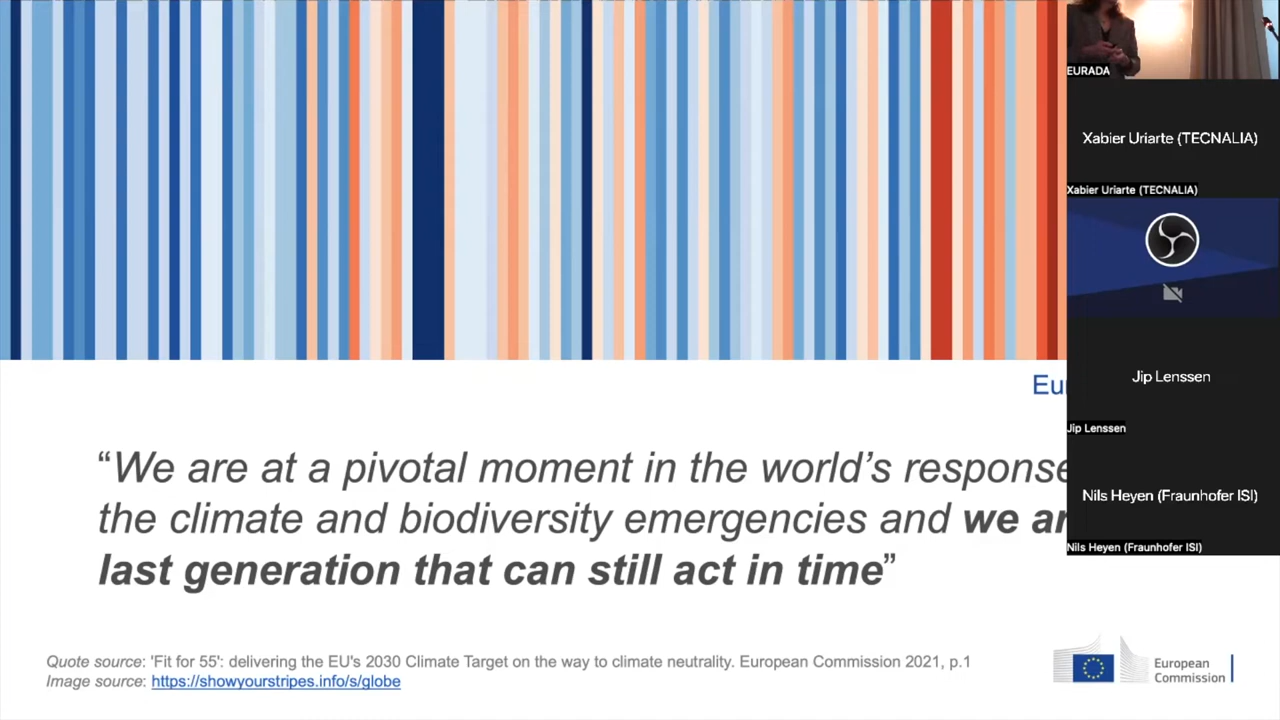 EURADA
Xabier Uriarte (TECNALIA)
Xabier Uriarte (TECNALIA)
Jip Lenssen
Jip Lenssen
Nils Heyen (Fraunhofer ISI)
Nils Heyen (Fraunhofer ISI)
“We are at a pivotal moment in the world’s response
the climate and biodiversity emergencies and we
last generation that can still act in time”
Quote source: 'Fit for 55': delivering the EU's 2030 Climate Target on the way to climate neutrality. European Commission 2021, p.1
Image source: https://showyourstripes.info/s/globe
European
Commission